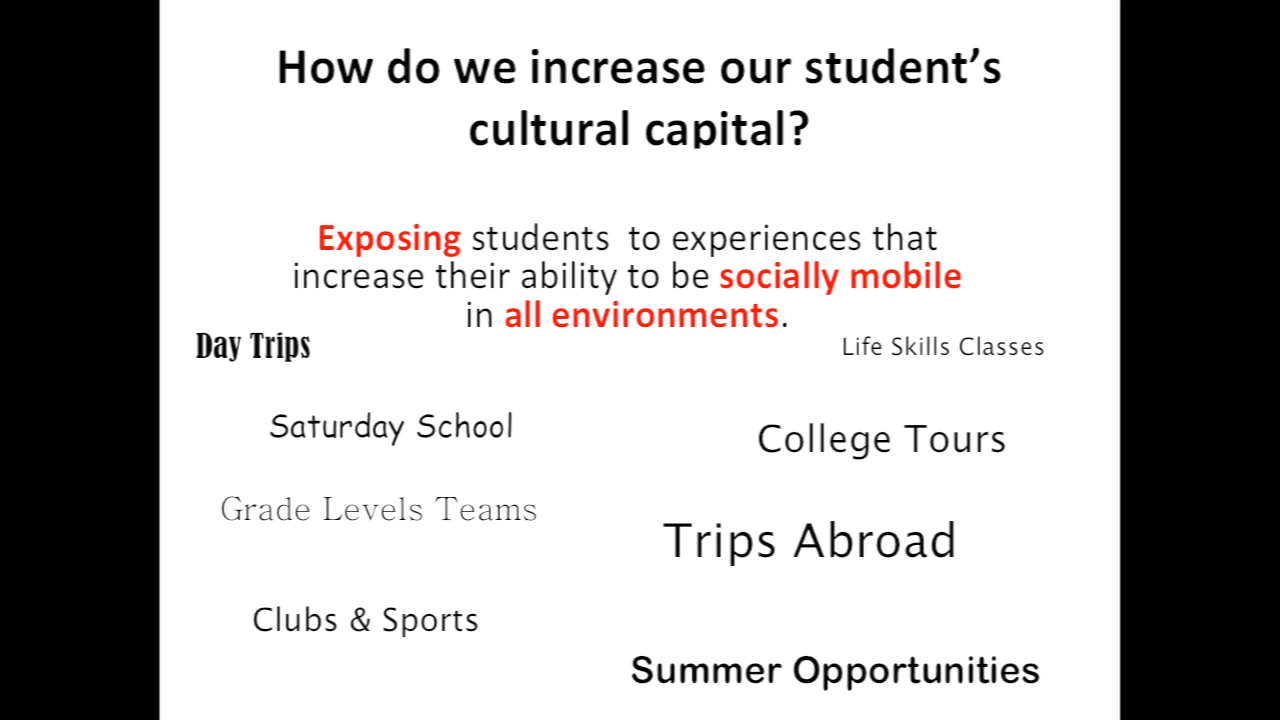 How do we increase our student’s
cultural capital?
Exposing students to experiences that
increase their ability to be socially mobile
in all environments.
Day Trips
Life Skills Classes
Saturday School
College Tours
Grade Levels Teams
Trips Abroad
Clubs & Sports
Summer Opportunities